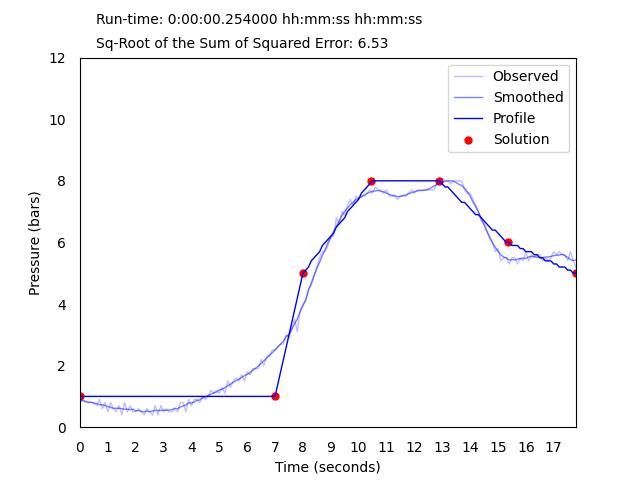 Run-time: 0:00:00.254000 hh:mm:ss hh:mm:ss
Sq-Root of the Sum of Squared Error: 6.53
Observed
Smoothed
Profile
Solution
12
10
8
6
4
2
0
Pressure (bars)
0 1 2 3 4 5 6 7 8 9 10 11 12 13 14 15 16 17
Time (seconds)